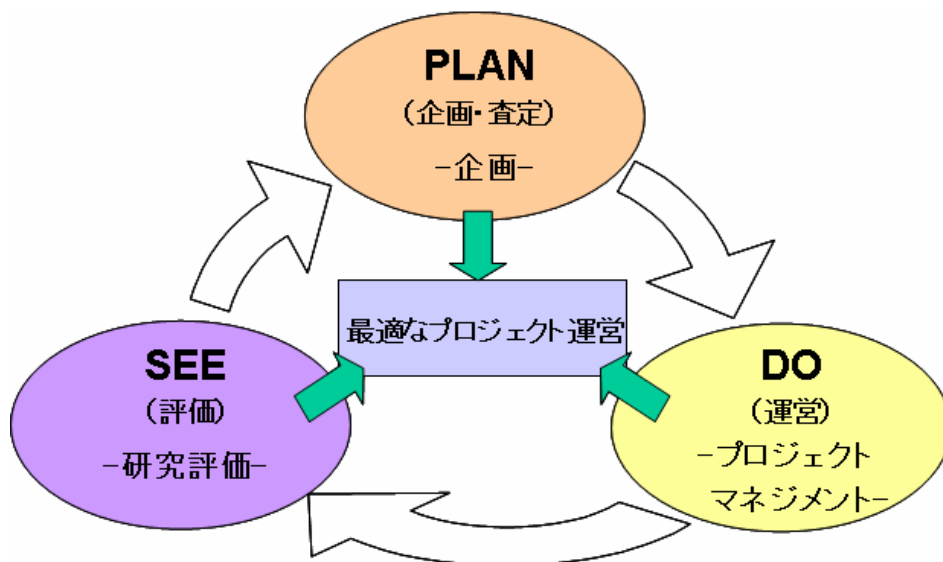 PLAN
(企画・査定)
-企画-
最適なプロジェクト運営
SEE
(評価)
-研究評価-
DO
(運営)
-プロジェクト
マネジメント-